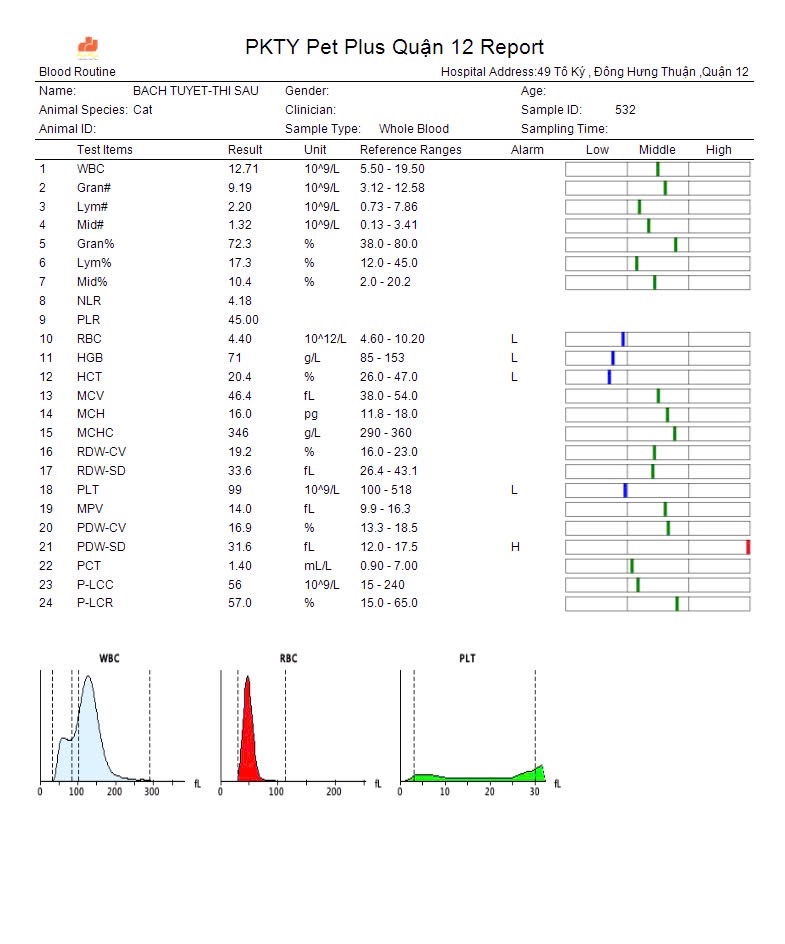 PKTY Pet Plus Quận 12 Report
Blood Routine Hospital Address:49 Tô Ký , Đông Hưng Thuận ,Quận 12
Name: BACH TUYET-THI SAU Gender: Age:
Animal Species: Cat Clinician: Sample ID: 532
Animal ID: Sample Type: Whole Blood Sampling Time:
Test Items Result Unit Reference Ranges Alarm Low Middle High
1 WBC 12.71 10^9/L 5.50 - 19.50
2 Gran# 9.19 10^9/L 3.12 - 12.58
3 Lym# 2.20 10^9/L 0.73 - 7.86
4 Mid# 1.32 10^9/L 0.13 - 3.41
5 Gran% 72.3 % 38.0 - 80.0
6 Lym% 17.3 % 12.0 - 45.0
7 Mid% 10.4 % 2.0 - 20.2
8 NLR 4.18
9 PLR 45.00
10 RBC 4.40 10^12/L 4.60 - 10.20 L
11 HGB 71 g/L 85 - 153 L
12 HCT 20.4 % 26.0 - 47.0 L
13 MCV 46.4 fL 38.0 - 54.0
14 MCH 16.0 pg 11.8 - 18.0
15 MCHC 346 g/L 290 - 360
16 RDW-CV 19.2 % 16.0 - 23.0
17 RDW-SD 33.6 fL 26.4 - 43.1
18 PLT 99 10^9/L 100 - 518 L
19 MPV 14.0 fL 9.9 - 16.3
20 PDW-CV 16.9 % 13.3 - 18.5
21 PDW-SD 31.6 fL 12.0 - 17.5 H
22 PCT 1.40 mL/L 0.90 - 7.00
23 P-LCC 56 10^9/L 15 - 240
24 P-LCR 57.0 % 15.0 - 65.0
WBC RBC PLT
0 100 200 300 fL 0 100 200 fL 0 10 20 30 fL